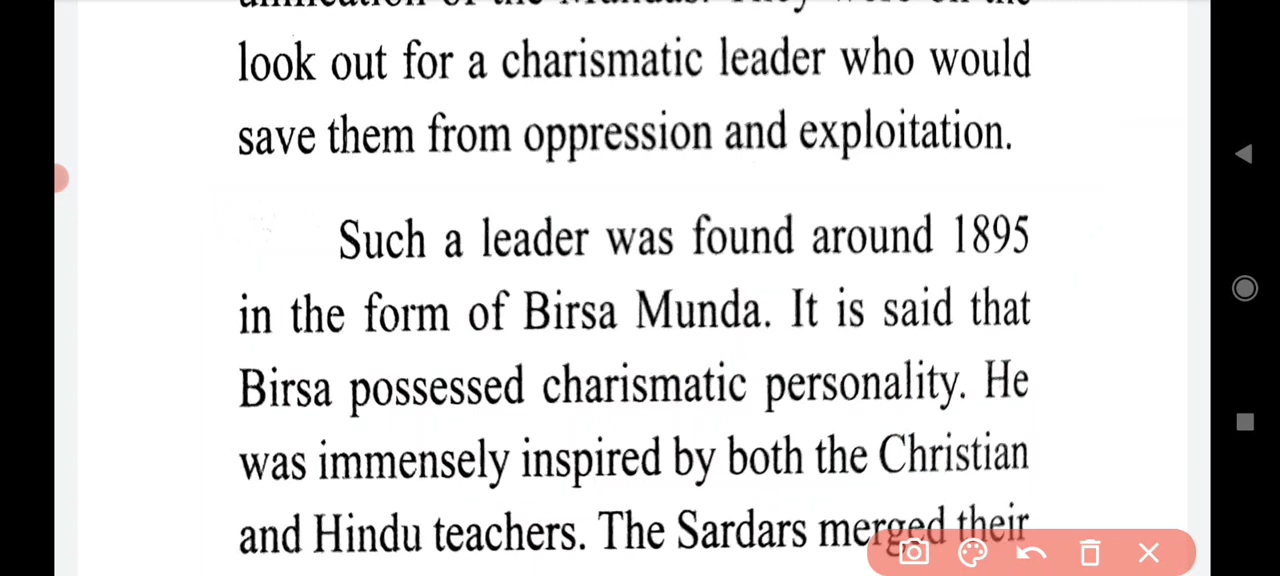 look out for a charismatic leader who would
save them from oppression and exploitation.
Such a leader was found around 1895
in the form of Birsa Munda. It is said that
Birsa possessed charismatic personality. He
was immensely inspired by both the Christian
and Hindu teachers. The Sardars merged their